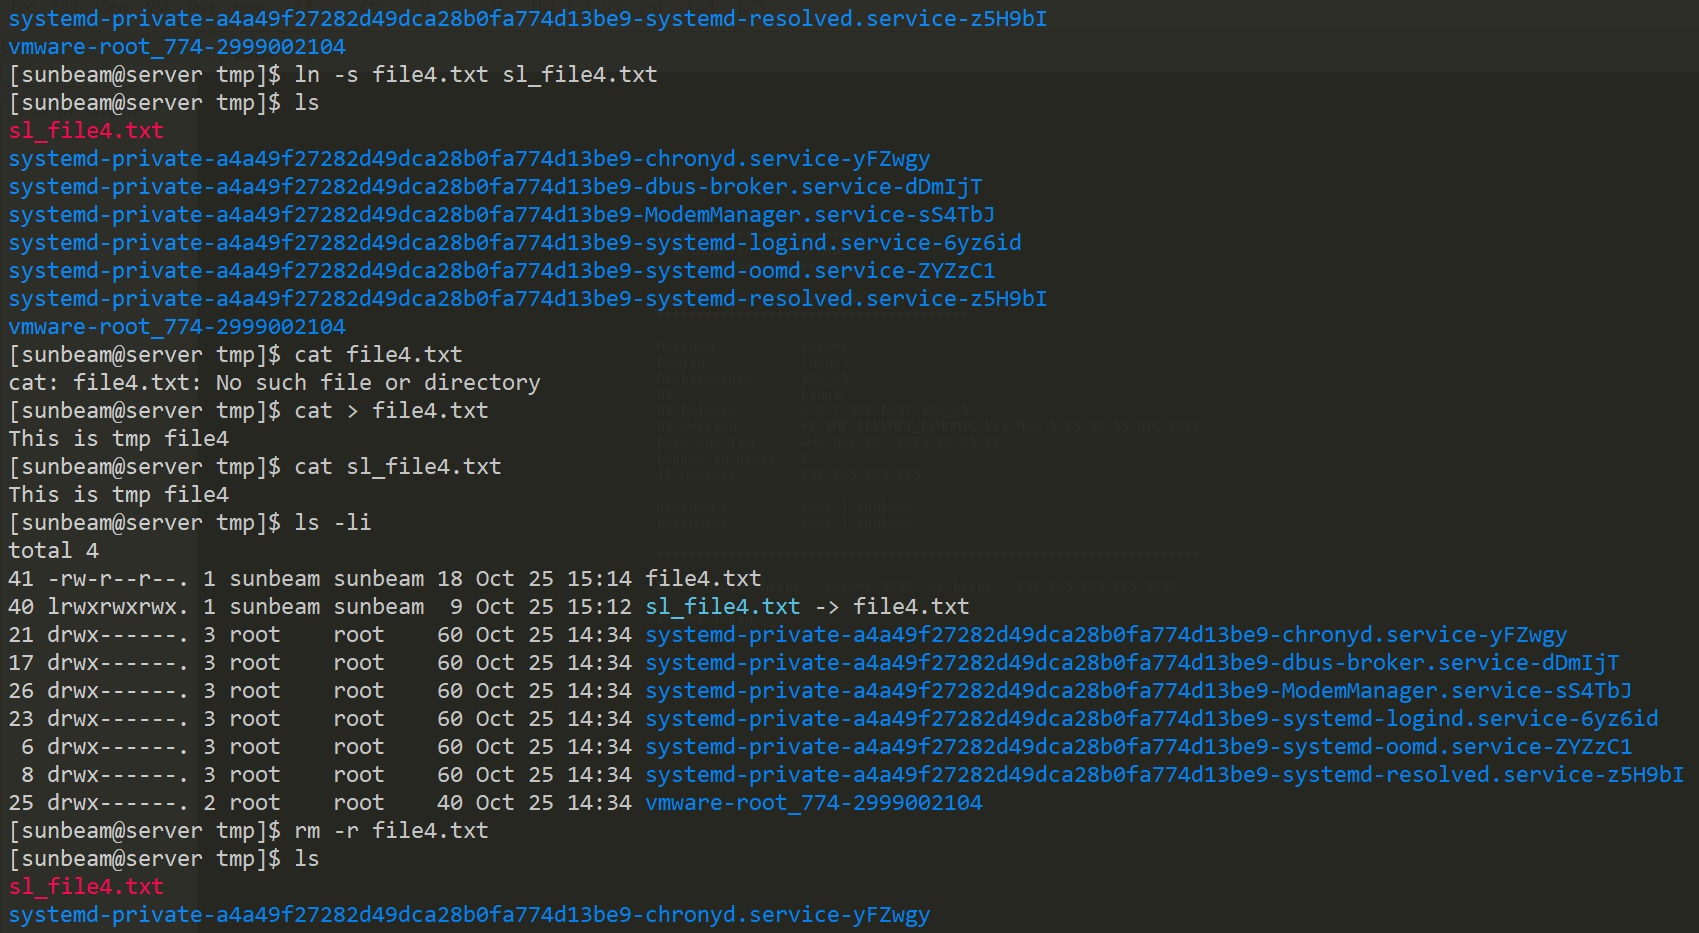 systemd-private-a4a49f27282d49dca28b0fa774d13be9-systemd-resolved.service-z5H9bI
vmware-root_774-2999002104
[sunbeam@server tmp]$ ln -s file4.txt sl_file4.txt
[sunbeam@server tmp]$ ls
sl_file4.txt
systemd-private-a4a49f27282d49dca28b0fa774d13be9-chronyd.service-yFZwgy
systemd-private-a4a49f27282d49dca28b0fa774d13be9-dbus-broker.service-dDmIjT
systemd-private-a4a49f27282d49dca28b0fa774d13be9-ModemManager.service-sS4TbJ
systemd-private-a4a49f27282d49dca28b0fa774d13be9-systemd-logind.service-6yz6id
systemd-private-a4a49f27282d49dca28b0fa774d13be9-systemd-oomd.service-ZYZzC1
systemd-private-a4a49f27282d49dca28b0fa774d13be9-systemd-resolved.service-z5H9bI
vmware-root_774-2999002104
[sunbeam@server tmp]$ cat file4.txt
cat: file4.txt: No such file or directory
[sunbeam@server tmp]$ cat > file4.txt
This is tmp file4
[sunbeam@server tmp]$ cat sl_file4.txt
This is tmp file4
[sunbeam@server tmp]$ ls -li
total 4
41 -rw-r--r--. 1 sunbeam sunbeam 18 Oct 25 15:14 file4.txt
40 lrwxrwxrwx. 1 sunbeam sunbeam  9 Oct 25 15:12 sl_file4.txt -> file4.txt
21 drwx------. 3 root    root    60 Oct 25 14:34 systemd-private-a4a49f27282d49dca28b0fa774d13be9-chronyd.service-yFZwgy
17 drwx------. 3 root    root    60 Oct 25 14:34 systemd-private-a4a49f27282d49dca28b0fa774d13be9-dbus-broker.service-dDmIjT
26 drwx------. 3 root    root    60 Oct 25 14:34 systemd-private-a4a49f27282d49dca28b0fa774d13be9-ModemManager.service-sS4TbJ
23 drwx------. 3 root    root    60 Oct 25 14:34 systemd-private-a4a49f27282d49dca28b0fa774d13be9-systemd-logind.service-6yz6id
 6 drwx------. 3 root    root    60 Oct 25 14:34 systemd-private-a4a49f27282d49dca28b0fa774d13be9-systemd-oomd.service-ZYZzC1
 8 drwx------. 3 root    root    60 Oct 25 14:34 systemd-private-a4a49f27282d49dca28b0fa774d13be9-systemd-resolved.service-z5H9bI
25 drwx------. 2 root    root    40 Oct 25 14:34 vmware-root_774-2999002104
[sunbeam@server tmp]$ rm -r file4.txt
[sunbeam@server tmp]$ ls
sl_file4.txt
systemd-private-a4a49f27282d49dca28b0fa774d13be9-chronyd.service-yFZwgy